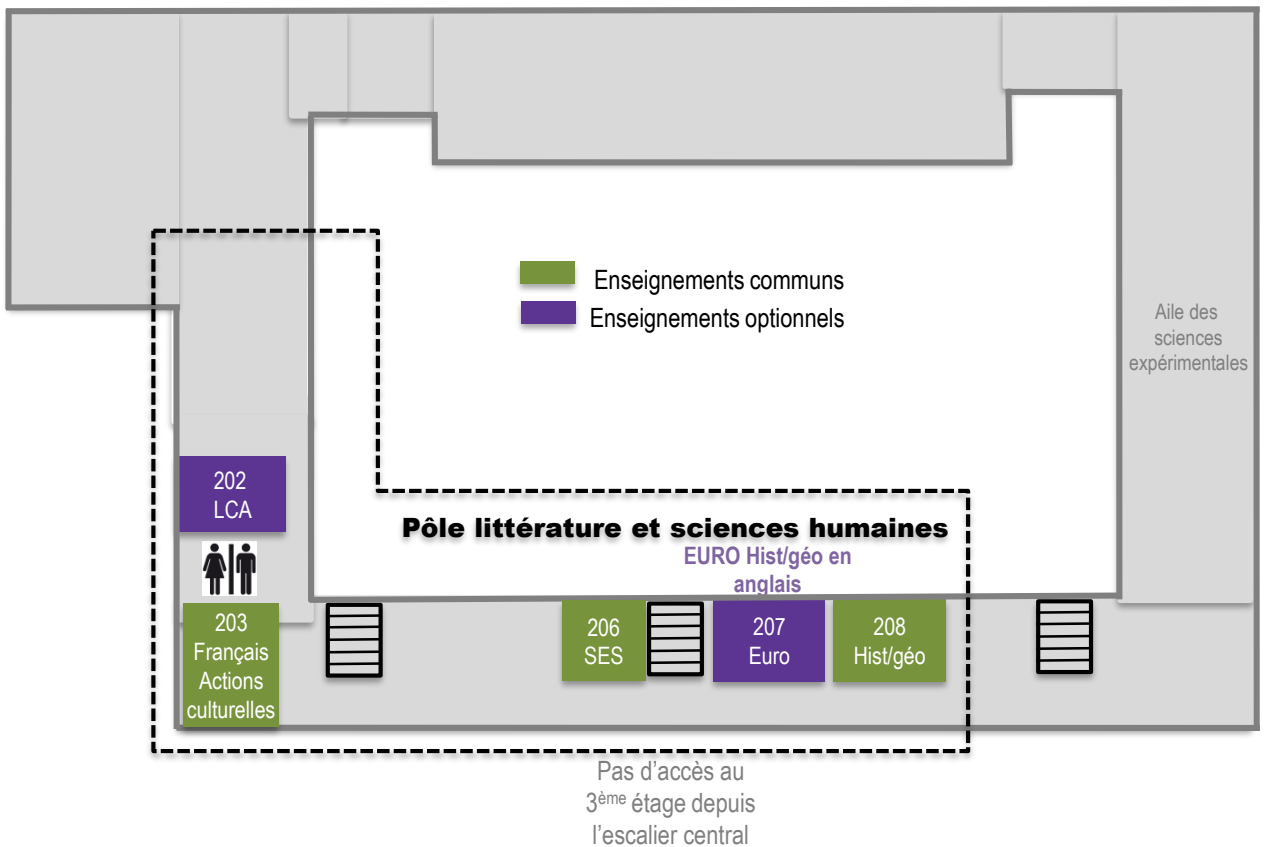 Enseignements communs
Enseignements optionnels
Aile des
sciences
expérimentales
202
LCA
Pôle littérature et sciences humaines
EURO Hist/géo en
anglais
203
Français
Actions
culturelles
206
SES
207
Euro
208
Hist/géo
Pas d’accès au
3ème étage depuis
l’escalier central